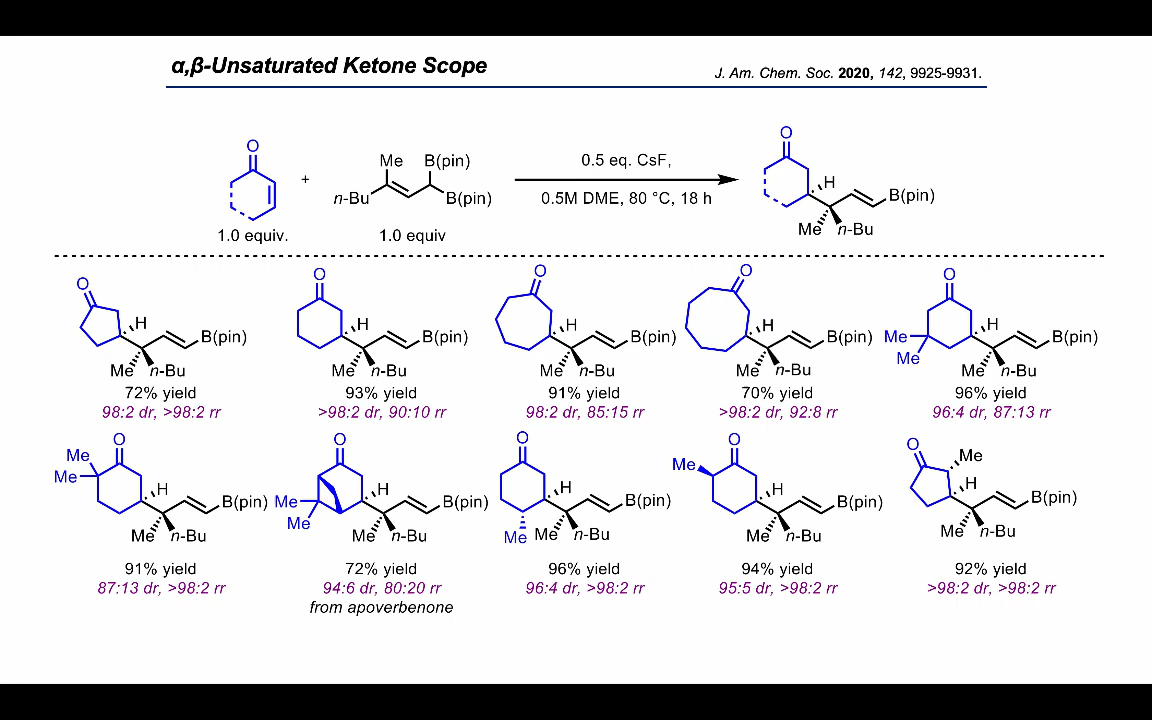 α,β-Unsaturated Ketone Scope
J. Am. Chem. Soc. 2020, 142, 9925-9931.
O
+
Me B(pin)
n-Bu B(pin)
0.5 eq. CsF,
0.5M DME, 80 °C, 18 h
O
H
B(pin)
Me n-Bu
1.0 equiv.
1.0 equiv
O
H
B(pin)
Me n-Bu
72% yield
98:2 dr, >98:2 rr
O
H
B(pin)
Me n-Bu
93% yield
>98:2 dr, 90:10 rr
O
H
B(pin)
Me n-Bu
91% yield
98:2 dr, 85:15 rr
O
H
B(pin)
Me n-Bu
70% yield
>98:2 dr, 92:8 rr
O
Me
Me
H
B(pin)
Me n-Bu
96% yield
96:4 dr, 87:13 rr
Me O
Me
H
B(pin)
Me n-Bu
91% yield
87:13 dr, >98:2 rr
O
Me
Me
H
B(pin)
Me n-Bu
72% yield
94:6 dr, 80:20 rr
from apoverbenone
O
H
B(pin)
Me Me n-Bu
96% yield
96:4 dr, >98:2 rr
O
Me
H
B(pin)
Me n-Bu
94% yield
95:5 dr, >98:2 rr
O
Me
H
B(pin)
Me n-Bu
92% yield
>98:2 dr, >98:2 rr